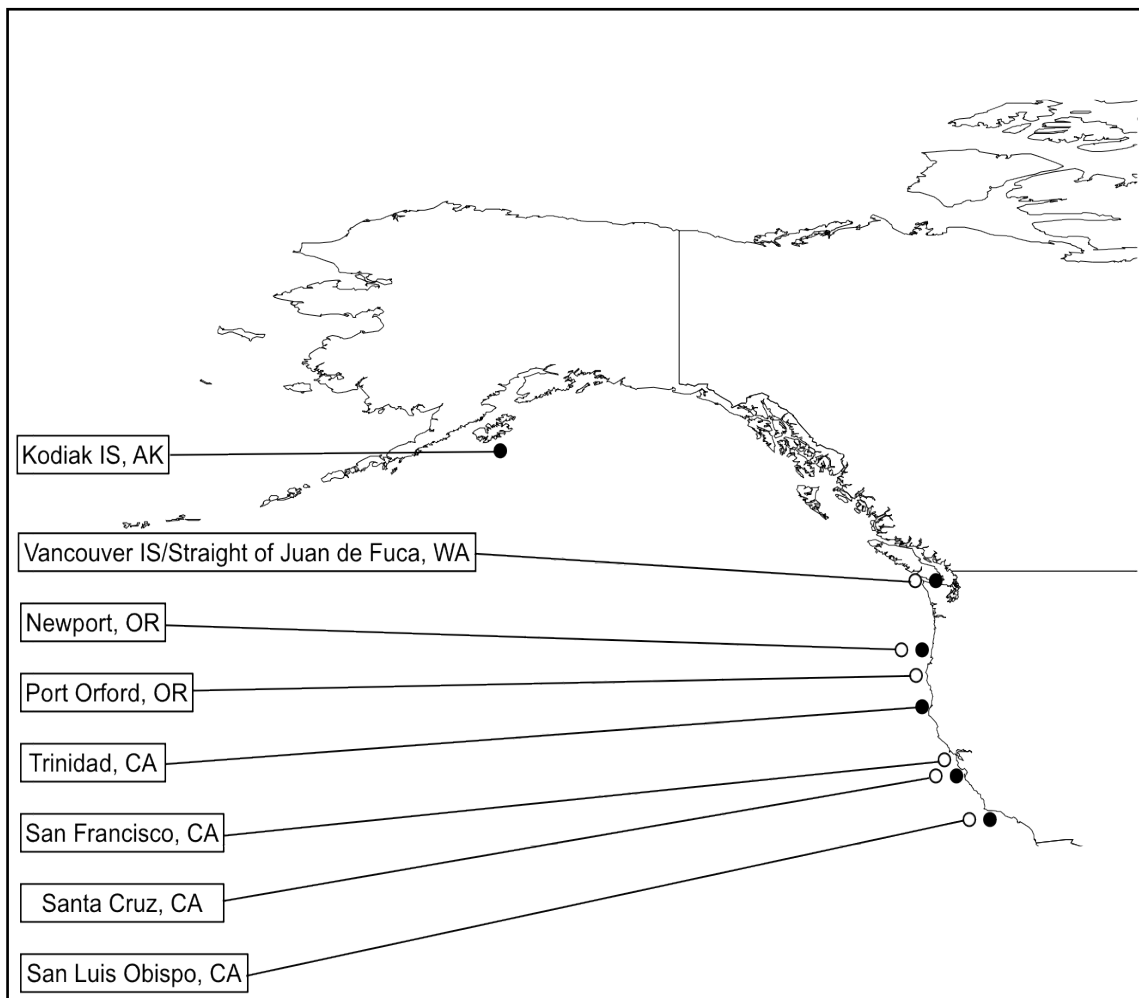 Kodiak IS, AK
Vancouver IS/Straight of Juan de Fuca, WA
Newport, OR
Port Orford, OR
Trinidad, CA
San Francisco, CA
Santa Cruz, CA
San Luis Obispo, CA